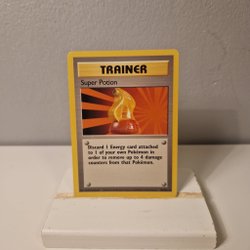 TRAINER
Super Potion
Discard 1 Energy card attached
to 1 of your own Pokémon in
order to remove up to 4 damage
counters from that Pokémon.